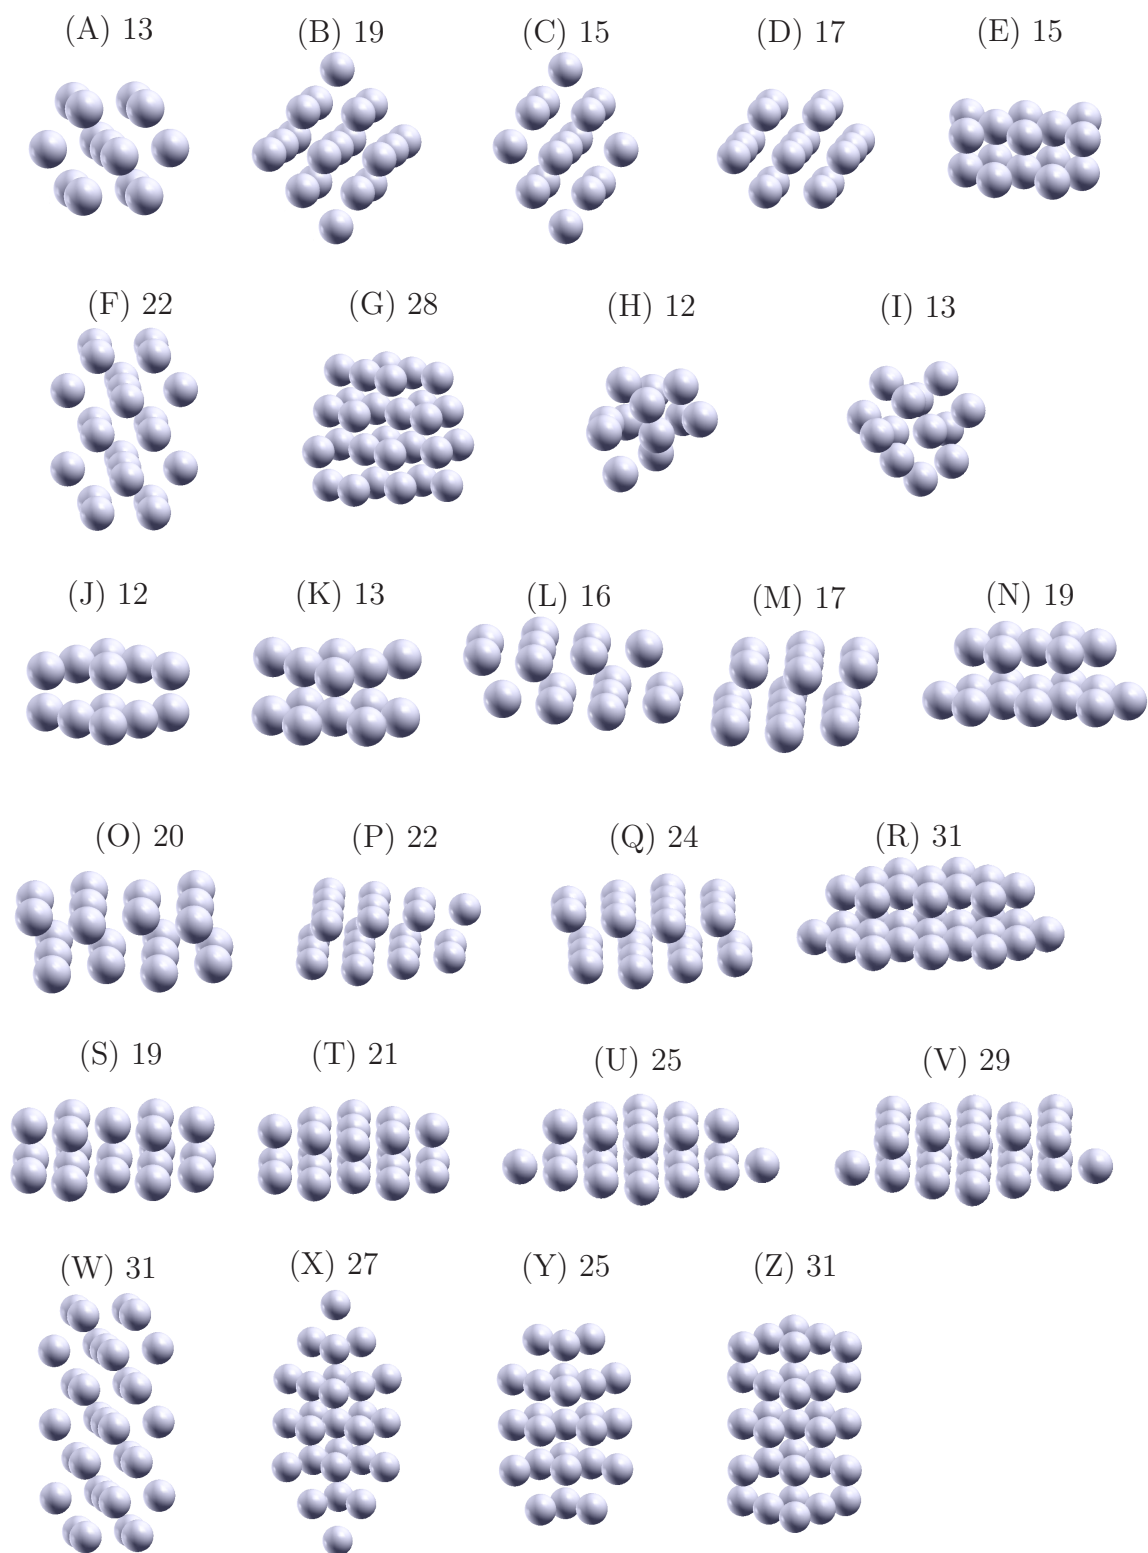 (A) 13 (B) 19 (C) 15 (D) 17 (E) 15
(F) 22 (G) 28 (H) 12 (I) 13
(J) 12 (K) 13 (L) 16 (M) 17 (N) 19
(O) 20 (P) 22 (Q) 24 (R) 31
(S) 19 (T) 21 (U) 25 (V) 29
(W) 31 (X) 27 (Y) 25 (Z) 31